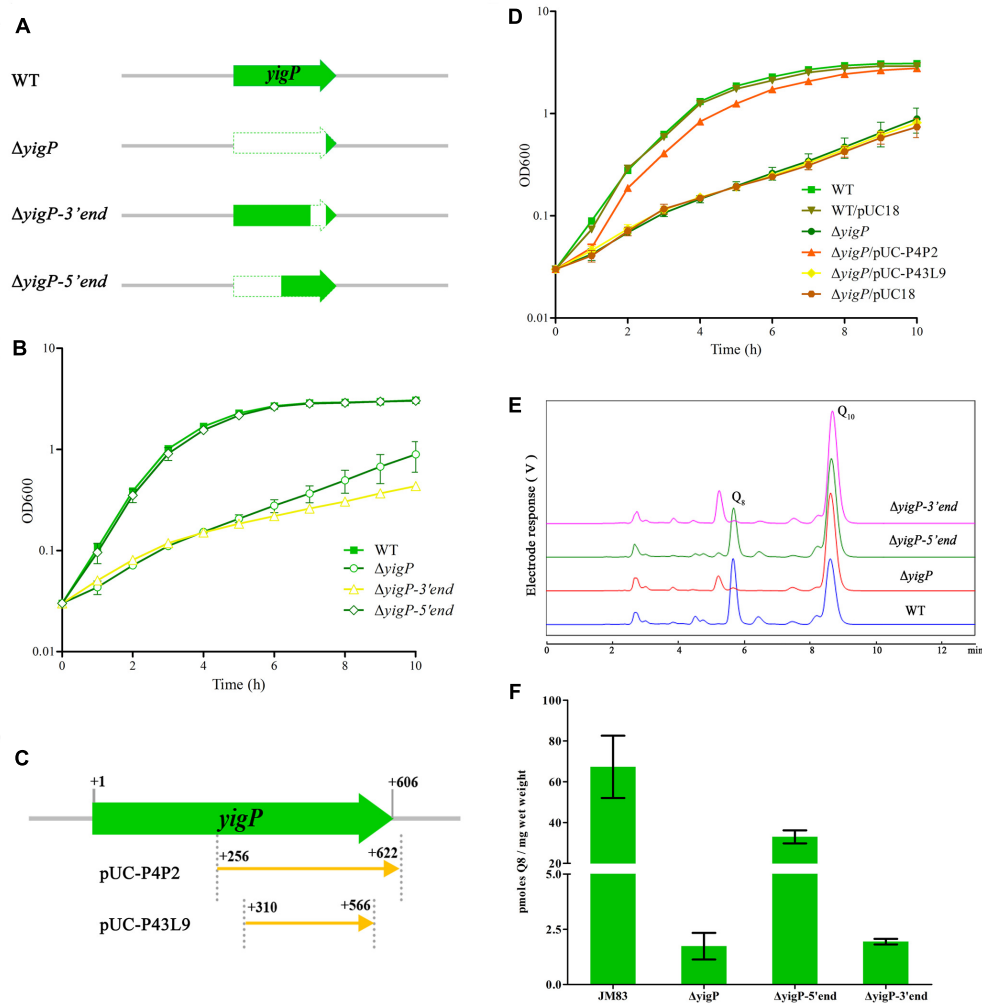 A
WT
yigP
ΔyigP
ΔyigP-3’end
ΔyigP-5’end
B
10
1
0.1
0.01
OD600
0 2 4 6 8 10
Time (h)
WT
ΔyigP
ΔyigP-3'end
ΔyigP-5'end
C
+1
+606
yigP
pUC-P4P2
+256
+622
pUC-P43L9
+310
+566
D
10
1
0.1
0.01
OD600
0 2 4 6 8 10
Time (h)
WT
WT/pUC18
ΔyigP
ΔyigP/pUC-P4P2
ΔyigP/pUC-P43L9
ΔyigP/pUC18
E
Electrode response ( V )
Q10
Q8
ΔyigP-3’end
ΔyigP-5’end
ΔyigP
WT
0 2 4 6 8 10 12 min
F
pmoles Q8 / mg wet weight
100
80
60
40
20
5.0
2.5
0
JM83 ΔyigP ΔyigP-5'end ΔyigP-3'end